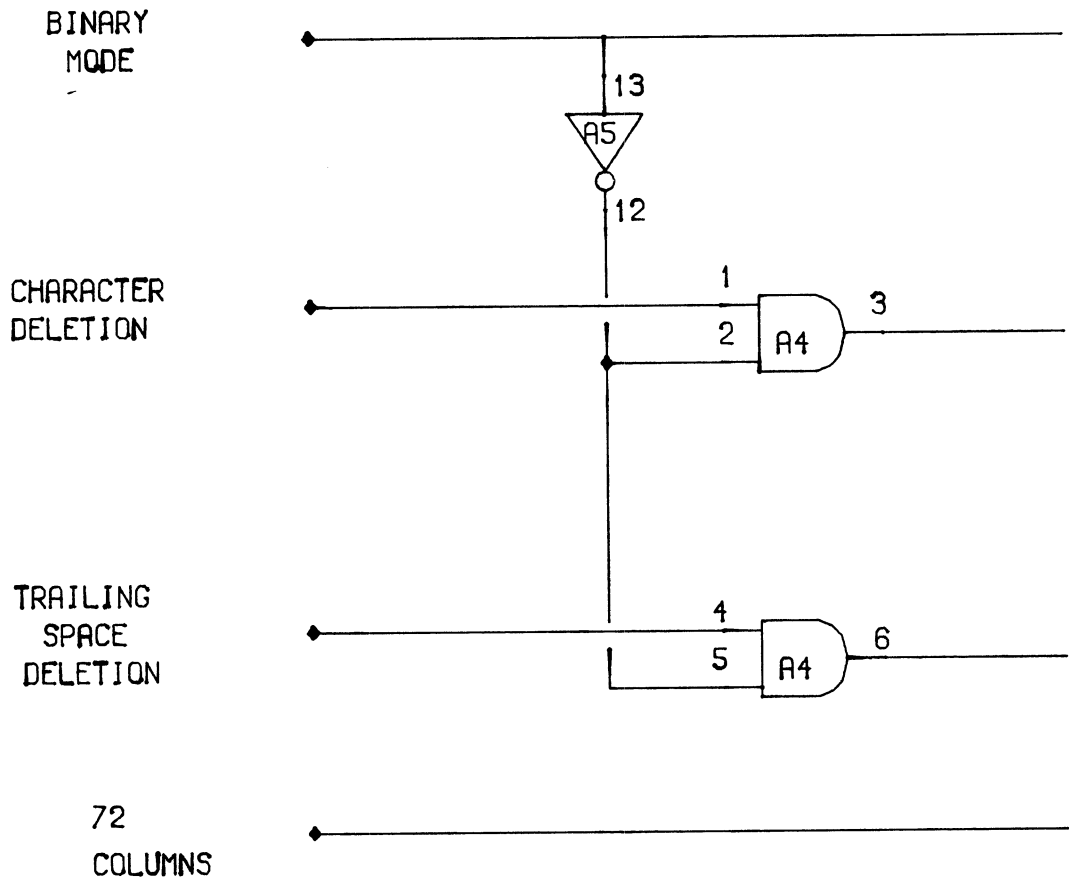 BINARY
MODE
13
A5
12
CHARACTER
DELETION
1
2
A4
3
TRAILING
SPACE
DELETION
4
5
A4
6
72
COLUMNS